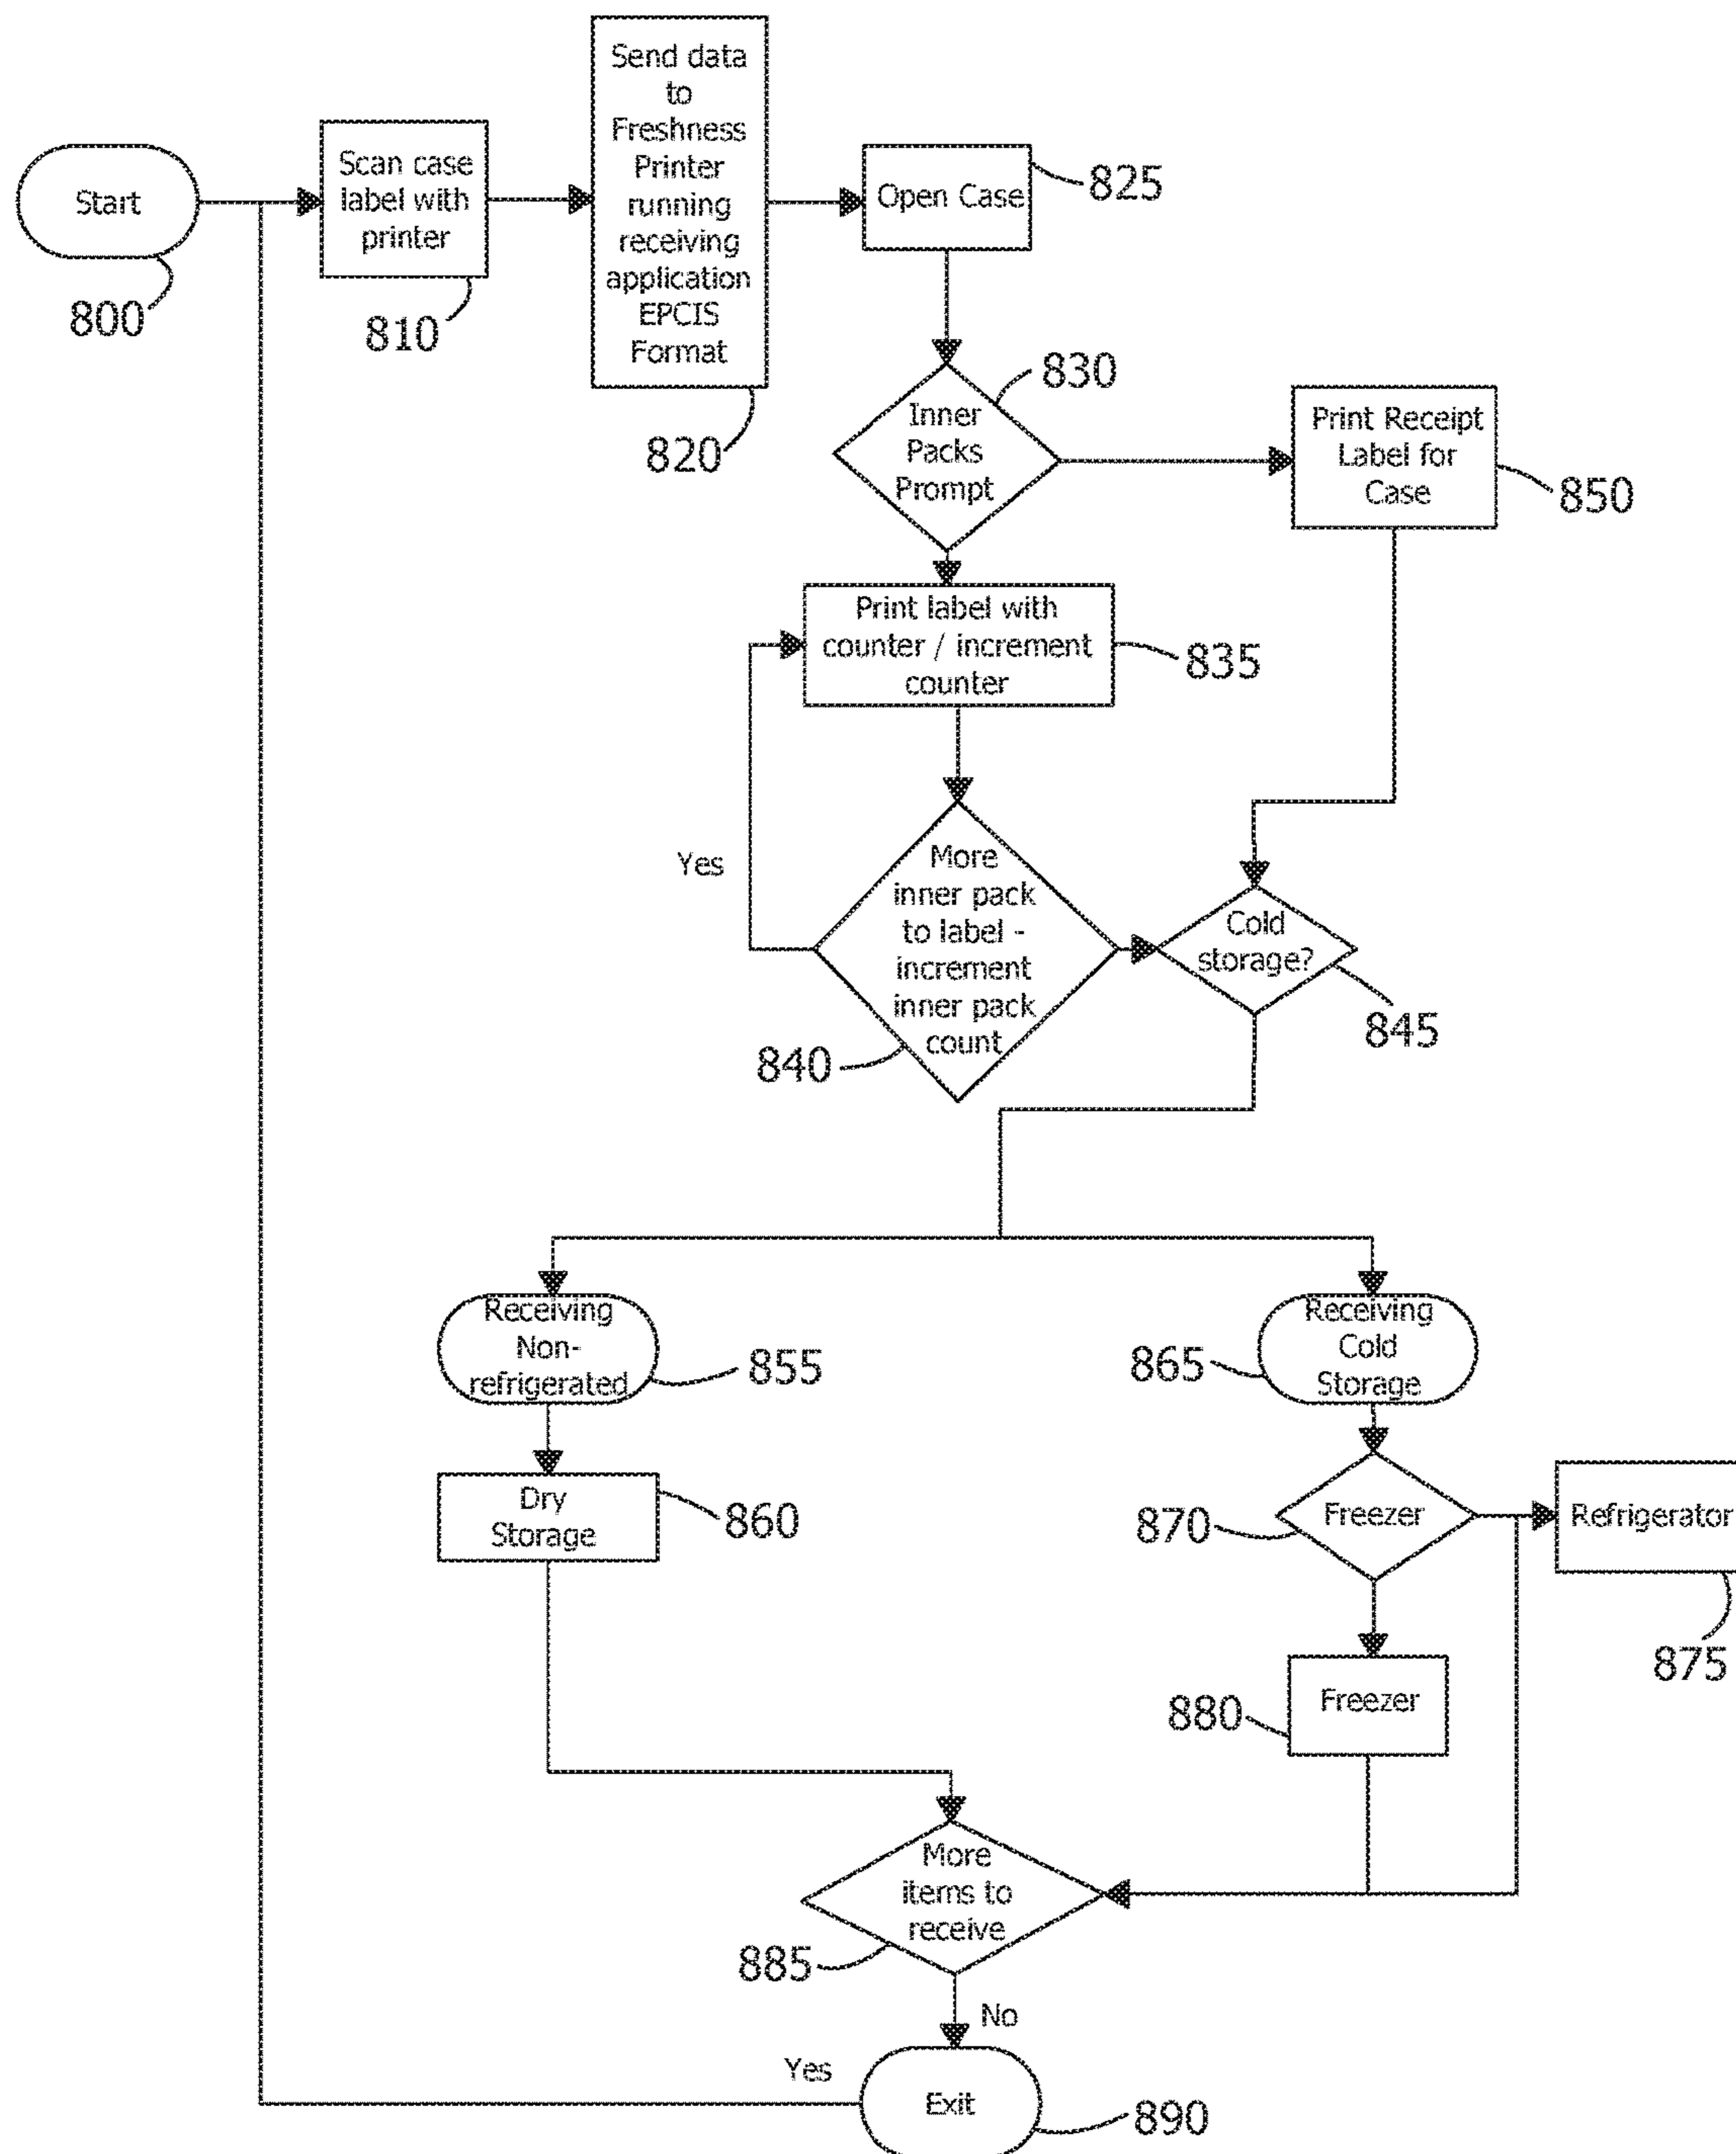 Start
800
Scan case
label with
printer
810
Send data
to
Freshness
Printer
running
receiving
application
EPCIS
Format
820
Open Case
825
Inner
Packs
Prompt
830
Print Receipt
Label for
Case
850
Print label with
counter / increment
counter
835
Yes
More
inner pack
to label -
increment
inner pack
count
840
Cold
storage?
845
Receiving
Non-
refrigerated
855
Receiving
Cold
Storage
865
Dry
Storage
860
Freezer
870
Refrigerator
875
Freezer
880
More
items to
receive
885
No
Yes
Exit
890